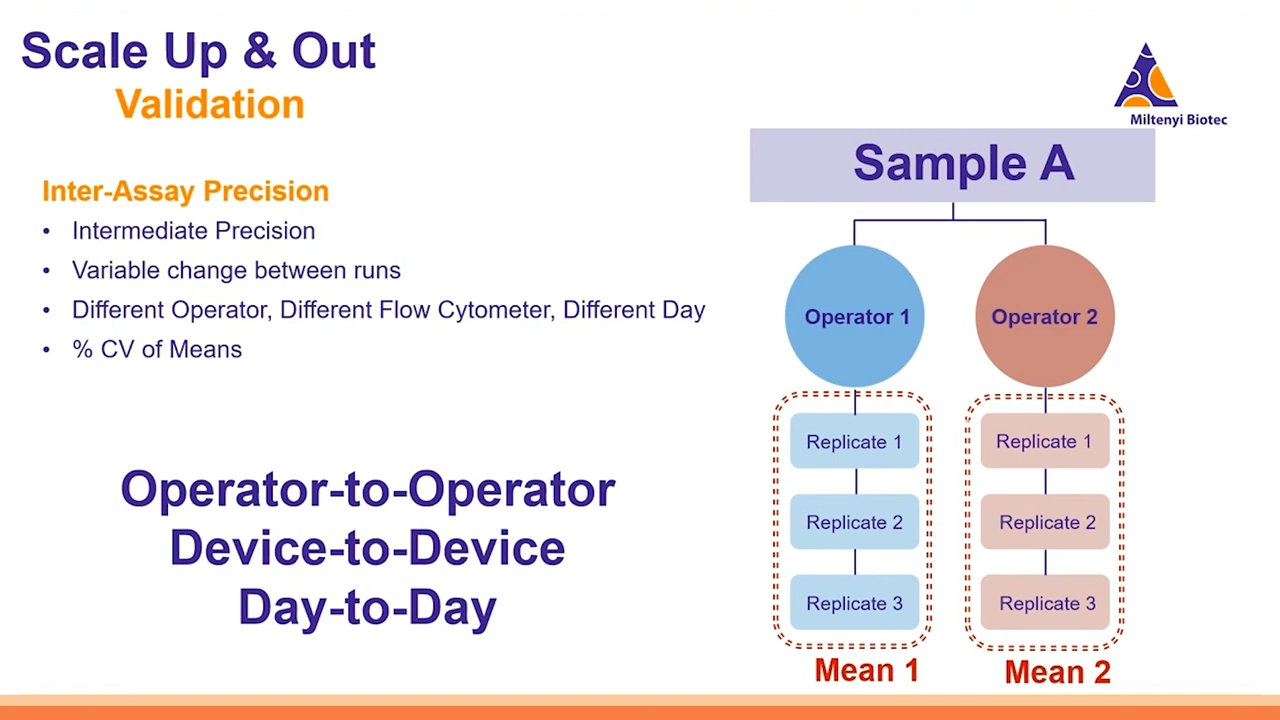 Scale Up & Out
Validation
Miltenyi Biotec
Inter-Assay Precision
• Intermediate Precision
• Variable change between runs
• Different Operator, Different Flow Cytometer, Different Day
• % CV of Means
Operator-to-Operator
Device-to-Device
Day-to-Day
Sample A
Operator 1
Operator 2
Replicate 1
Replicate 1
Replicate 2
Replicate 2
Replicate 3
Replicate 3
Mean 1
Mean 2